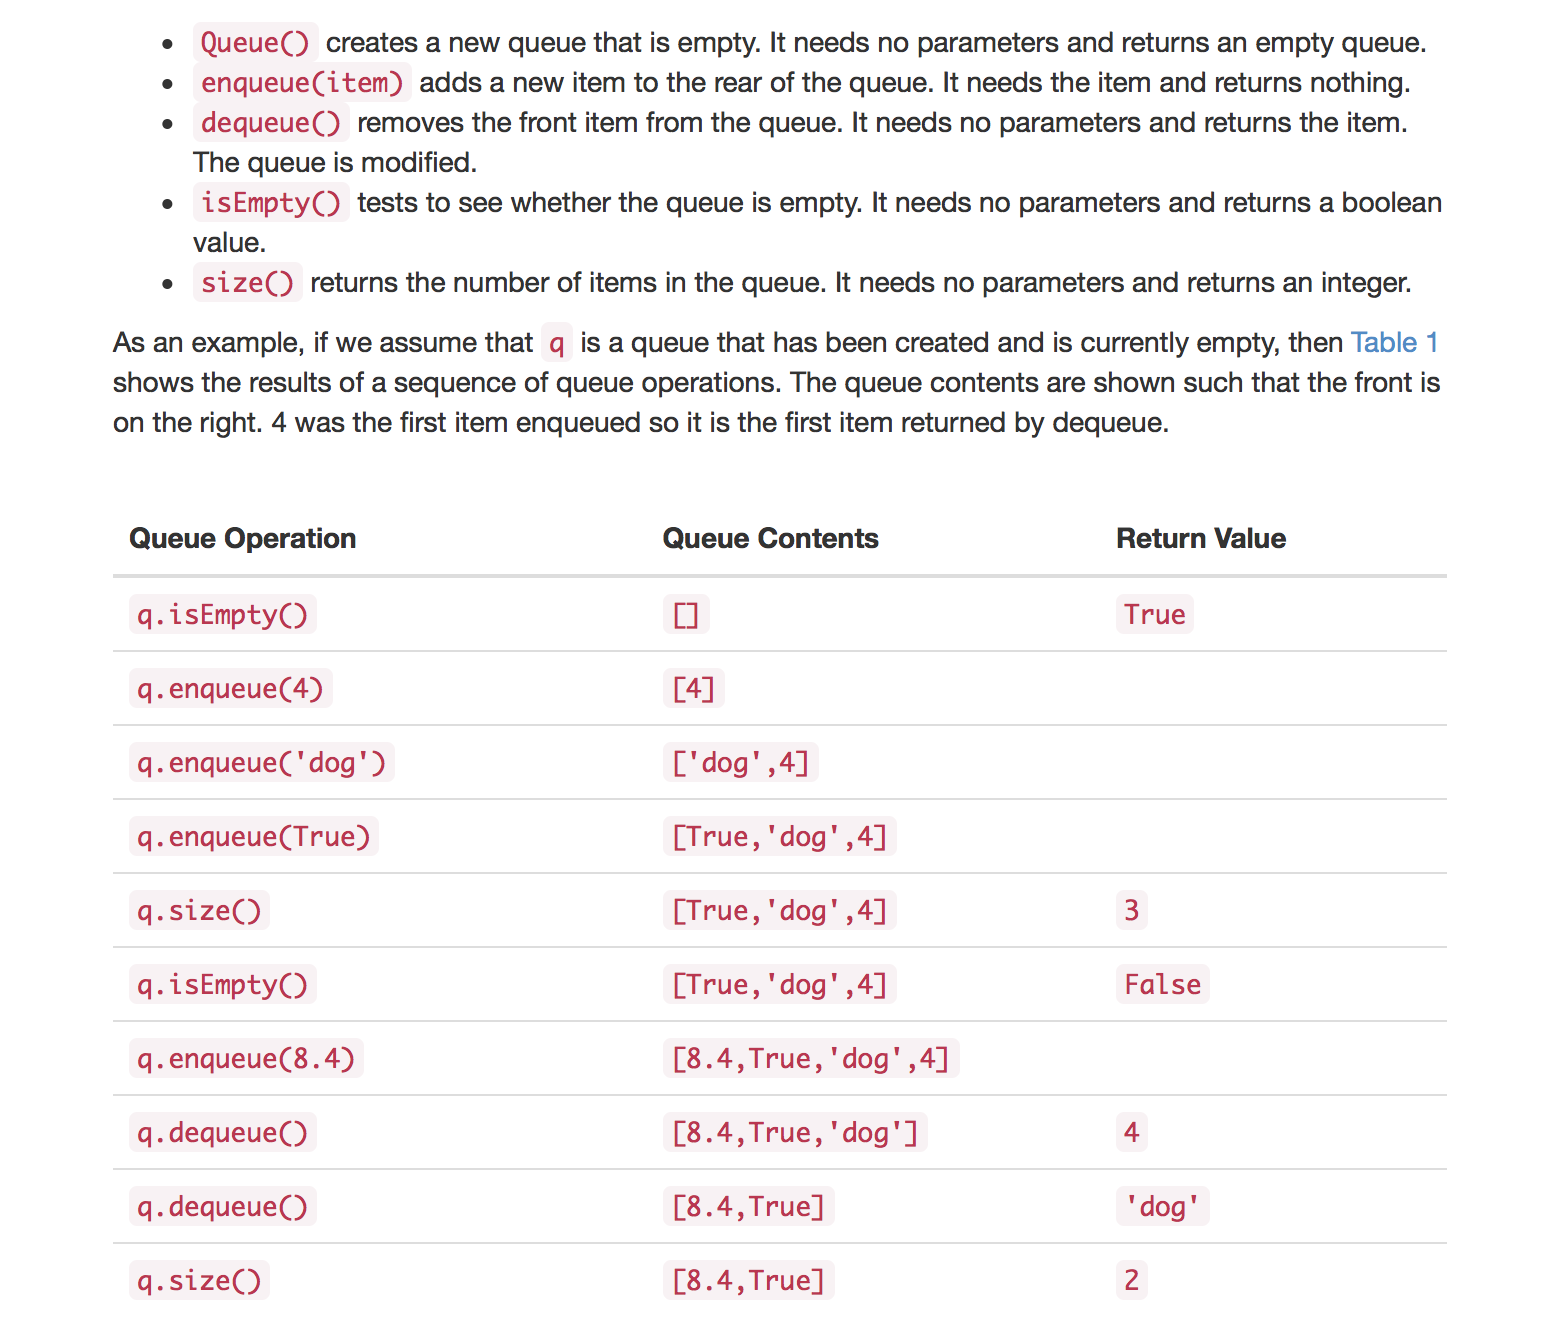 Queue() creates a new queue that is empty. It needs no parameters and returns an empty queue.
enqueue(item) adds a new item to the rear of the queue. It needs the item and returns nothing.
dequeue() removes the front item from the queue. It needs no parameters and returns the item.
The queue is modified.
isEmpty() tests to see whether the queue is empty. It needs no parameters and returns a boolean
value.
size() returns the number of items in the queue. It needs no parameters and returns an integer.
As an example, if we assume that q is a queue that has been created and is currently empty, then Table 1
shows the results of a sequence of queue operations. The queue contents are shown such that the front is
on the right. 4 was the first item enqueued so it is the first item returned by dequeue.
Queue Operation Queue Contents Return Value
q.isEmpty() [] True
q.enqueue(4) [4]
q.enqueue('dog') ['dog',4]
q.enqueue(True) [True,'dog',4]
q.size() [True,'dog',4] 3
q.isEmpty() [True,'dog',4] False
q.enqueue(8.4) [8.4,True,'dog',4]
q.dequeue() [8.4,True,'dog'] 4
q.dequeue() [8.4,True] 'dog'
q.size() [8.4,True] 2